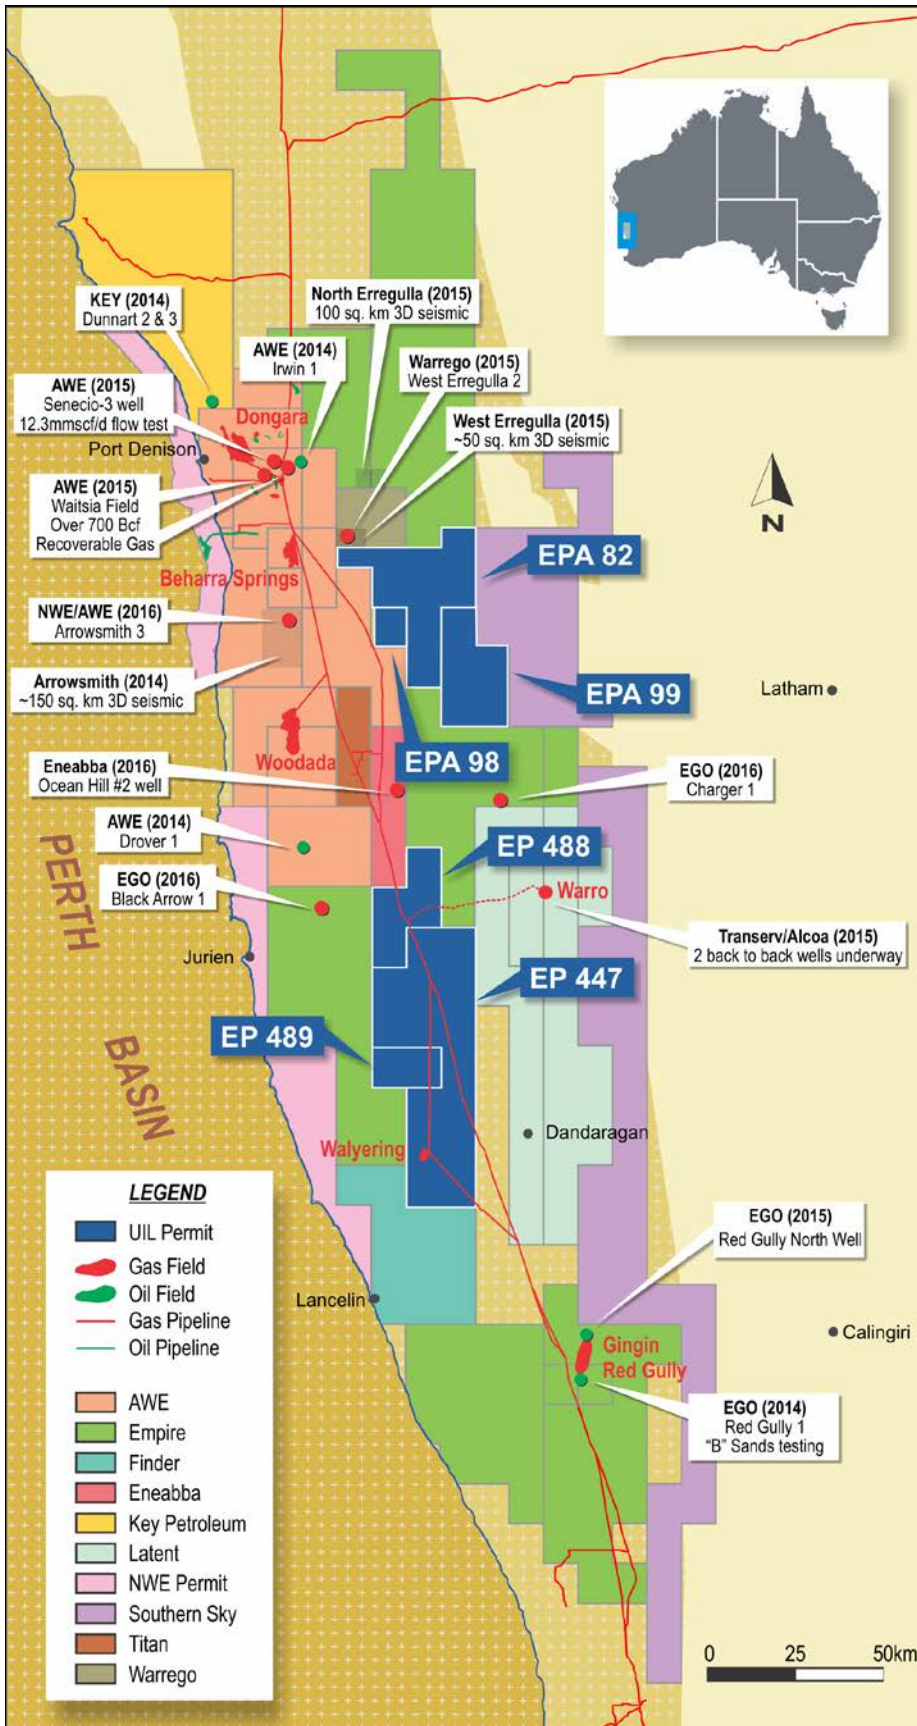 KEY (2014)
Dunnart 2 & 3
North Erregulla (2015)
100 sq. km 3D seismic
AWE (2014)
Irwin 1
Warrego (2015)
West Erregulla 2
AWE (2015)
Senecio-3 well
12.3mmscf/d flow test
Dongara
West Erregulla (2015)
~50 sq. km 3D seismic
Port Denison
AWE (2015)
Waitsia Field
Over 700 Bcf
Recoverable Gas
N
EPA 82
Beharra Springs
NWE/AWE (2016)
Arrowsmith 3
Arrowsmith (2014)
~150 sq. km 3D seismic
EPA 99
Latham
Woodada
EPA 98
Eneabba (2016)
Ocean Hill #2 well
EGO (2016)
Charger 1
AWE (2014)
Drover 1
EP 488
EGO (2016)
Black Arrow 1
Warro
PERTH
BASIN
Transerv/Alcoa (2015)
2 back to back wells underway
Jurien
EP 447
EP 489
Dandaragan
Walyering
LEGEND
UIL Permit
Gas Field
Oil Field
Gas Pipeline
Oil Pipeline
AWE
Empire
Finder
Eneabba
Key Petroleum
Latent
NWE Permit
Southern Sky
Titan
Warrego
EGO (2015)
Red Gully North Well
Lancelin
Calingiri
Gingin
Red Gully
EGO (2014)
Red Gully 1
“B” Sands testing
0 25 50km